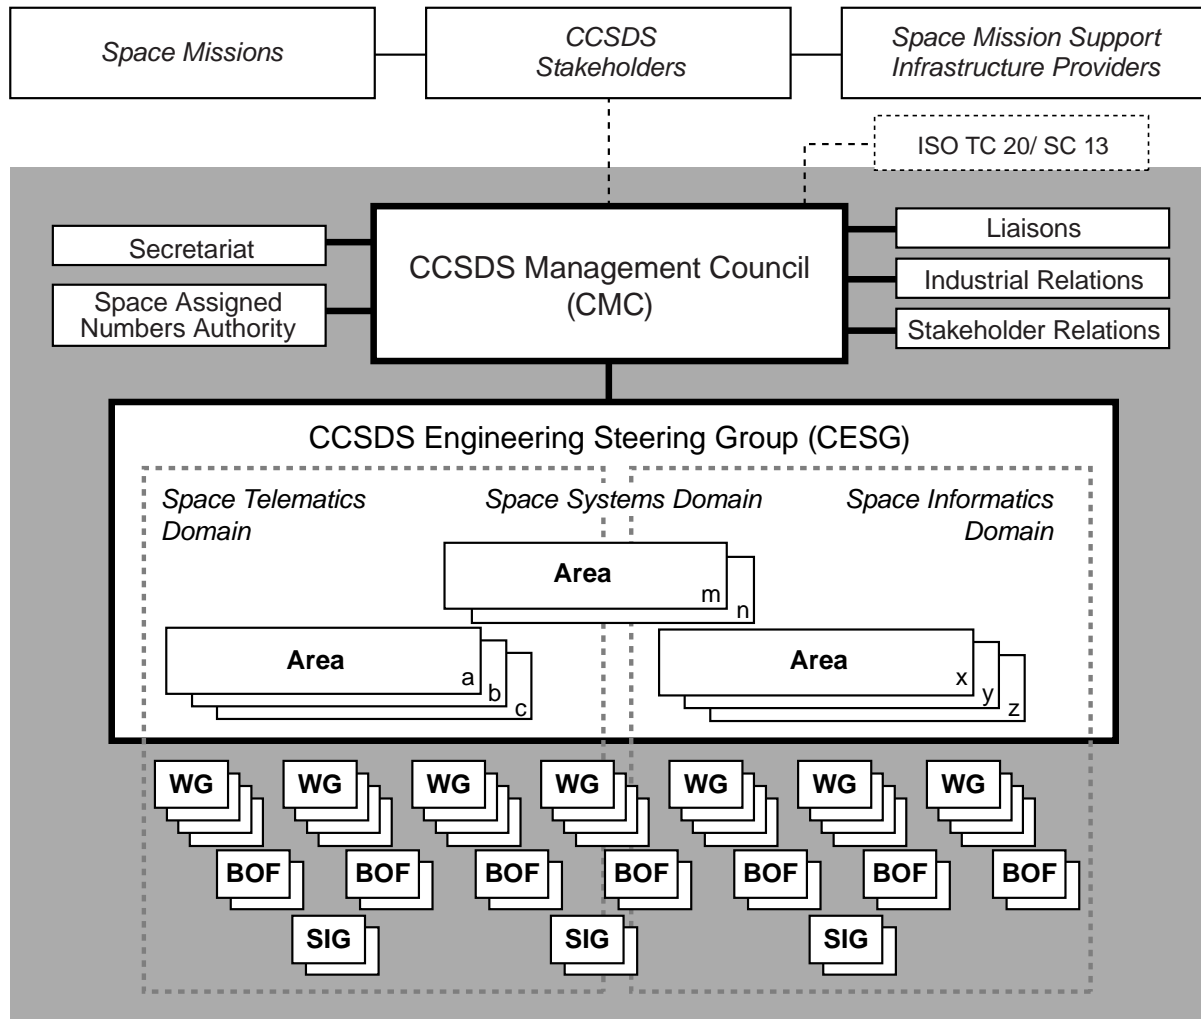 Space Missions
CCSDS
Stakeholders
Space Mission Support
Infrastructure Providers
ISO TC 20/ SC 13
Secretariat
Space Assigned
Numbers Authority
CCSDS Management Council
(CMC)
Liaisons
Industrial Relations
Stakeholder Relations
CCSDS Engineering Steering Group (CESG)
Space Telematics
Domain
Space Systems Domain
Space Informatics
Domain
Area
m
n
Area
a
b
c
Area
x
y
z
WG
WG
WG
WG
WG
WG
WG
BOF
BOF
BOF
BOF
BOF
BOF
BOF
SIG
SIG
SIG